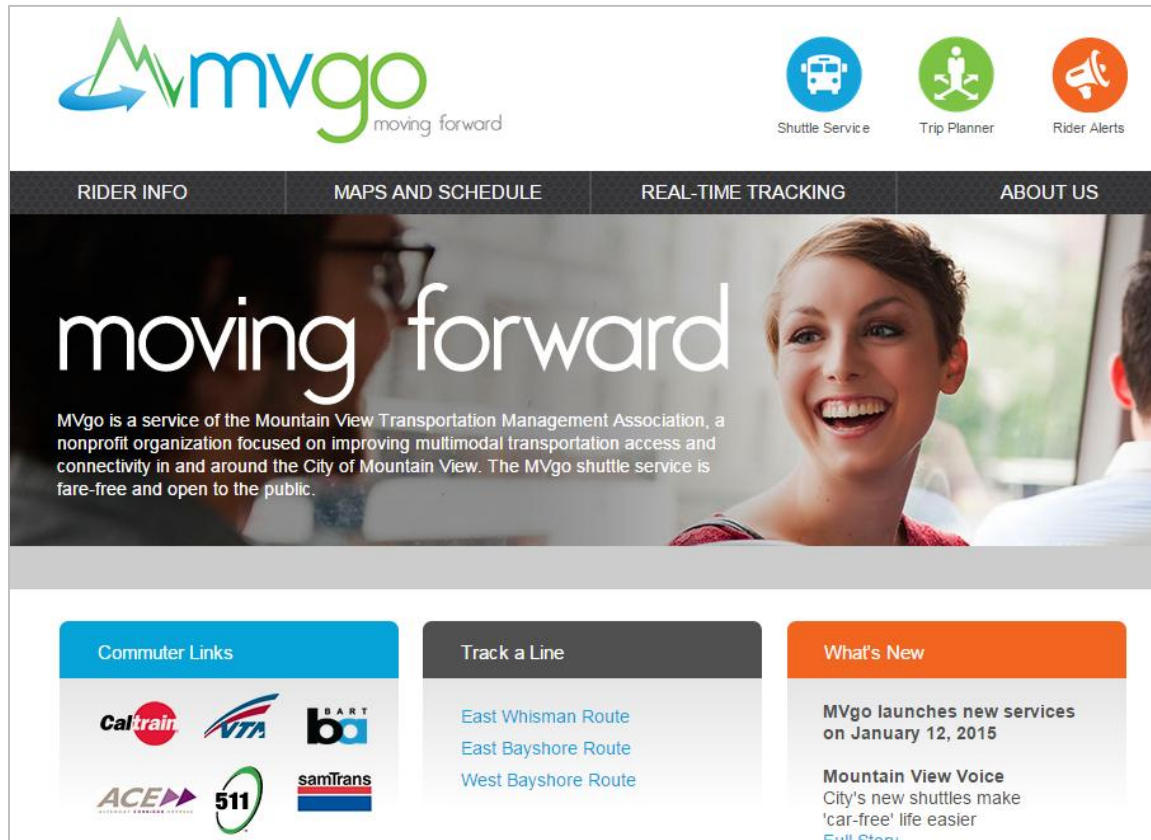 mvgo
moving forward
Shuttle Service
Trip Planner
Rider Alerts
RIDER INFO
MAPS AND SCHEDULE
REAL-TIME TRACKING
ABOUT US
moving forward
MVgo is a service of the Mountain View Transportation Management Association, a
nonprofit organization focused on improving multimodal transportation access and
connectivity in and around the City of Mountain View. The MVgo shuttle service is
fare-free and open to the public.
Commuter Links
Caltrain
VTA
BART
ba
ACE
511
samTrans
Track a Line
East Whisman Route
East Bayshore Route
West Bayshore Route
What's New
MVgo launches new services
on January 12, 2015
Mountain View Voice
City's new shuttles make
'car-free' life easier
Full Story